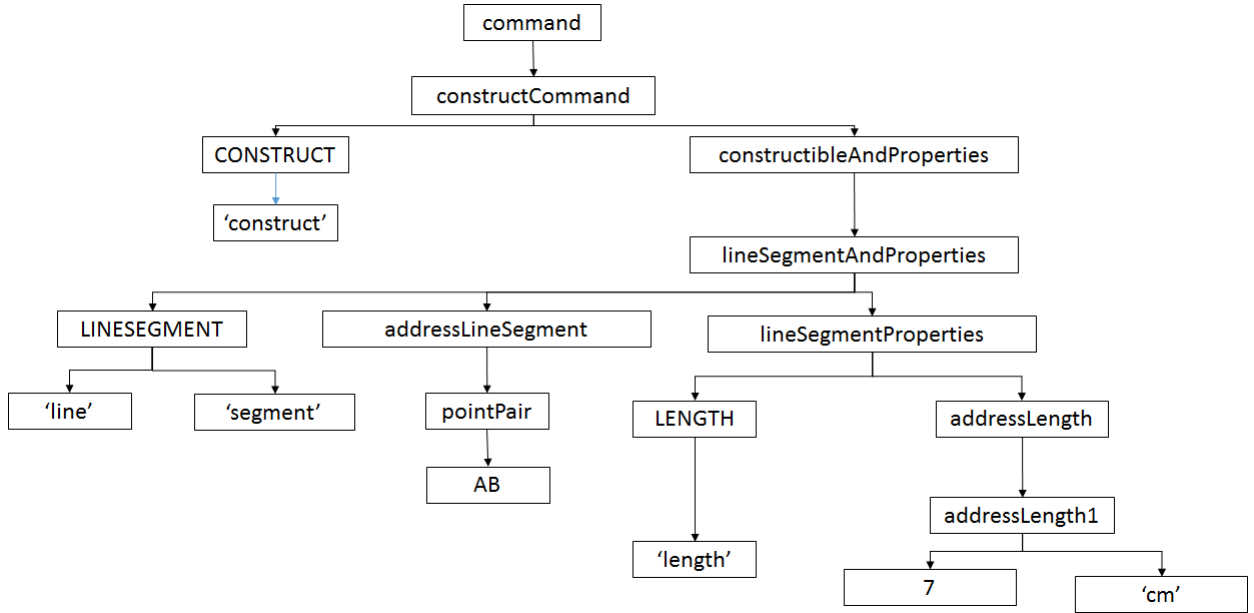 command
constructCommand
CONSTRUCT
constructibleAndProperties
‘construct’
lineSegmentAndProperties
LINESEGMENT
addressLineSegment
lineSegmentProperties
‘line’
‘segment’
pointPair
LENGTH
addressLength
AB
addressLength1
‘length’
7
‘cm’